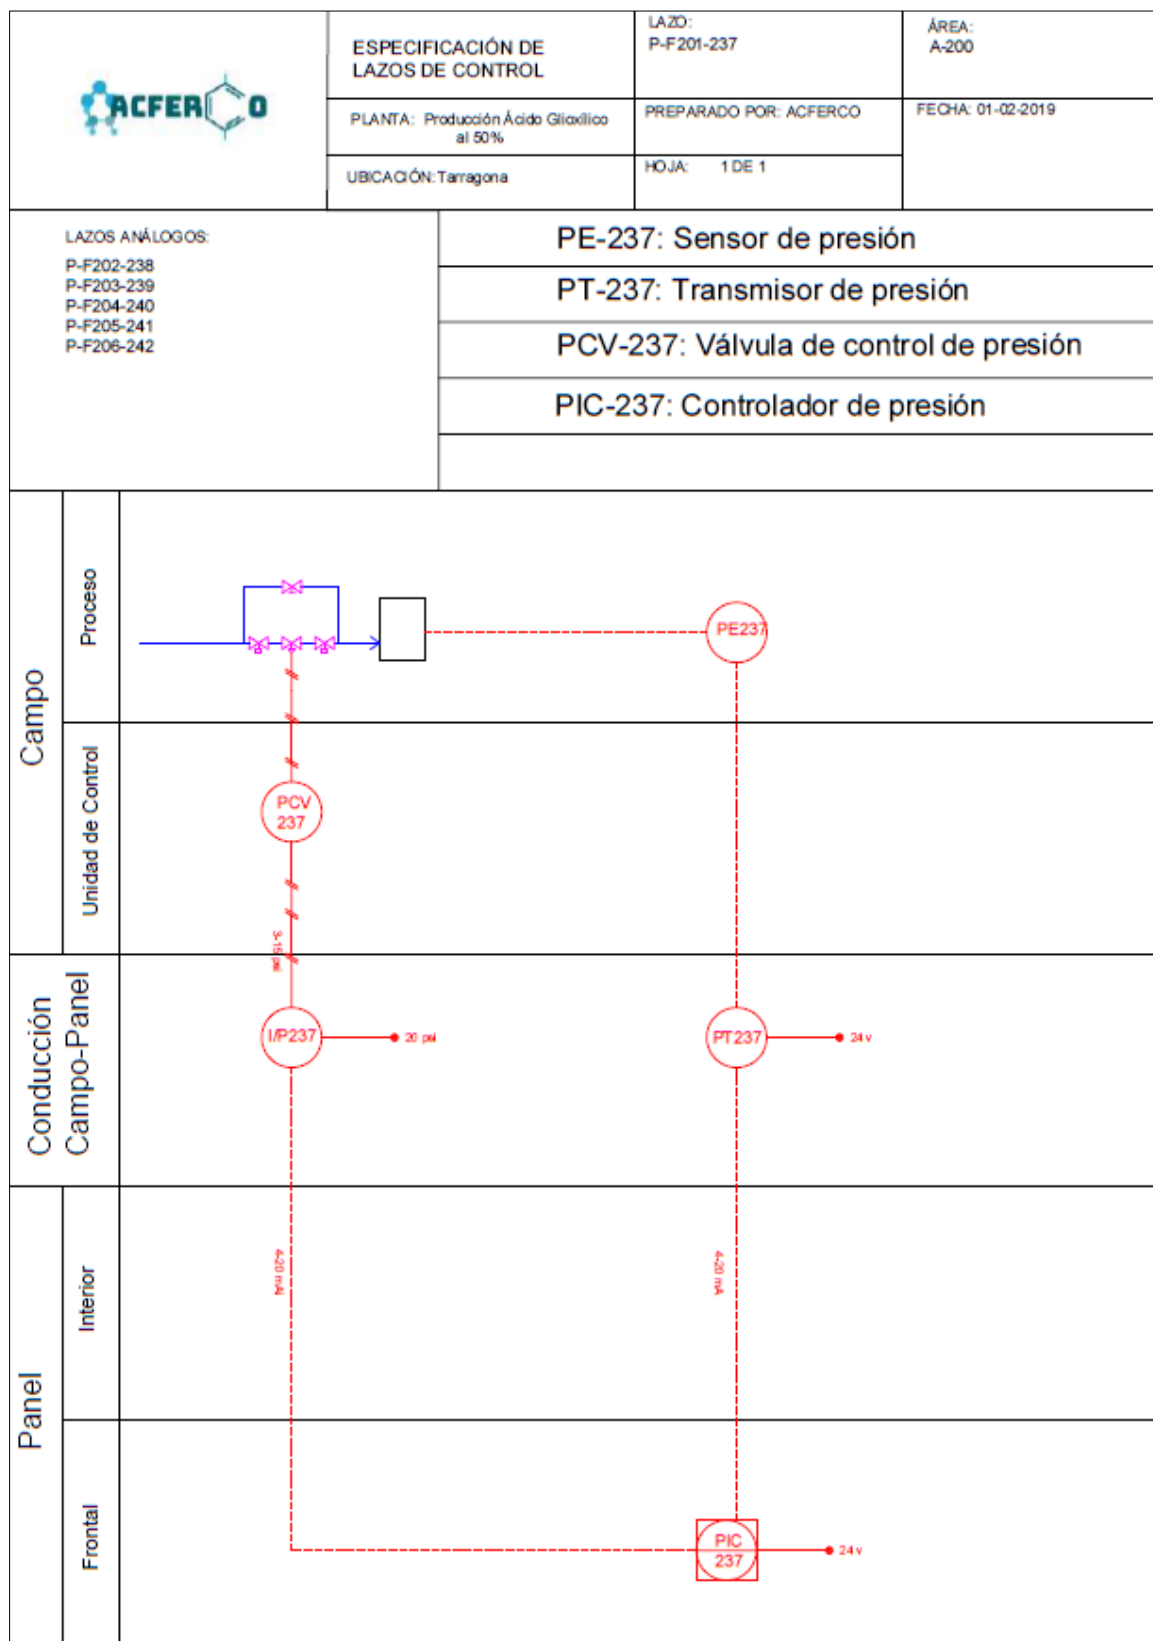 ACFERCO
ESPECIFICACIÓN DE
LAZOS DE CONTROL
LAZO:
P-F201-237
ÁREA:
A-200
PLANTA: Producción Ácido Glioxílico
al 50%
PREPARADO POR: ACFERCO
FECHA: 01-02-2019
UBICACIÓN: Tarragona
HOJA: 1 DE 1
LAZOS ANÁLOGOS:
P-F202-238
P-F203-239
P-F204-240
P-F205-241
P-F206-242
PE-237: Sensor de presión
PT-237: Transmisor de presión
PCV-237: Válvula de control de presión
PIC-237: Controlador de presión
Campo
Proceso
PE237
Unidad de Control
PCV
237
3-15 psi
Conducción
Campo-Panel
I/P237
20 psi
PT237
24 v
Panel
Interior
4-20 mA
4-20 mA
Frontal
PIC
237
24 v